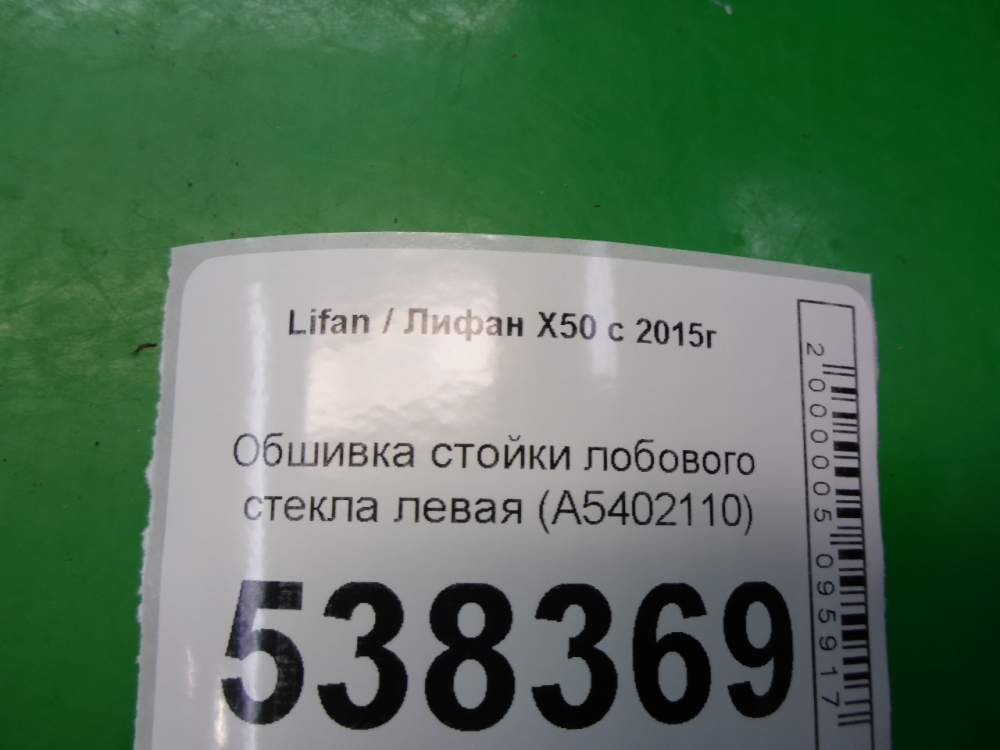 Lifan / Лифан X50 с 2015г
Обшивка стойки лобового
стекла левая (A5402110)
538369
2000005095917